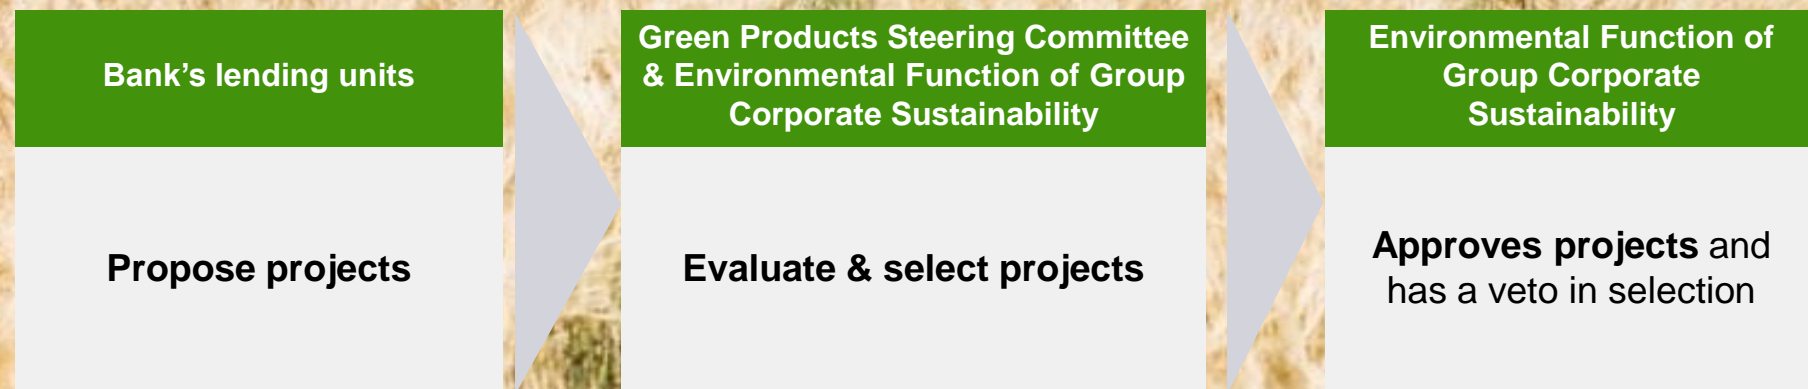 Bank’s lending units
Propose projects
Green Products Steering Committee
& Environmental Function of Group
Corporate Sustainability
Evaluate & select projects
Environmental Function of
Group Corporate
Sustainability
Approves projects and
has a veto in selection